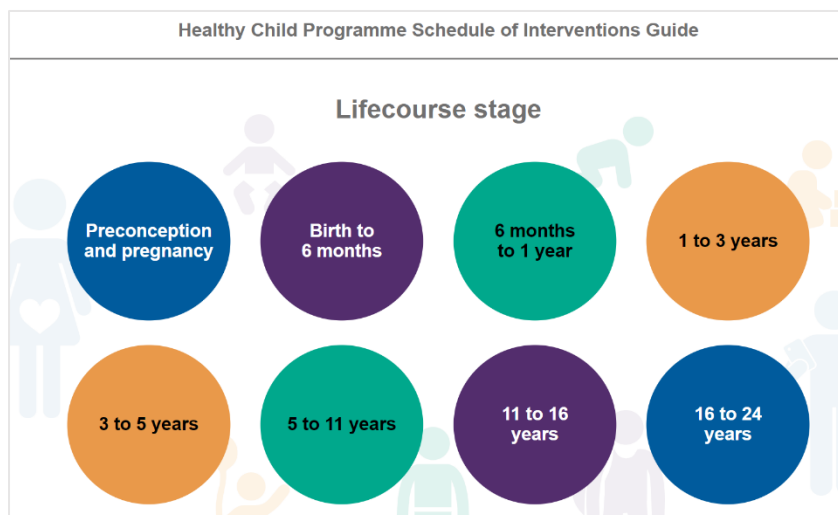 Healthy Child Programme Schedule of Interventions Guide
Lifecourse stage
Preconception
and pregnancy
Birth to
6 months
6 months
to 1 year
1 to 3 years
3 to 5 years
5 to 11 years
11 to 16
years
16 to 24
years